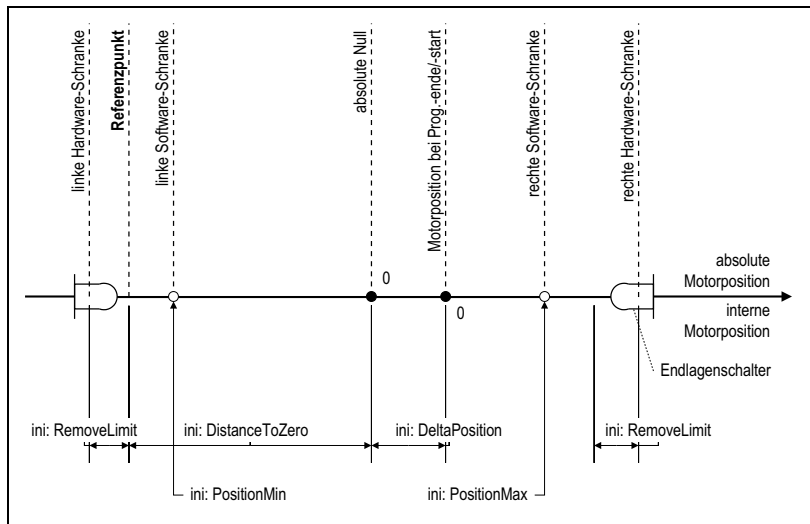 linke Hardware-Schranke
Referenzpunkt
linke Software-Schranke
absolute Null
Motorposition bei Prog.-ende/-start
rechte Software-Schranke
rechte Hardware-Schranke
0
0
absolute
Motorposition
interne
Motorposition
Endlagenschalter
ini: RemoveLimit
ini: DistanceToZero
ini: DeltaPosition
ini: RemoveLimit
ini: PositionMin
ini: PositionMax